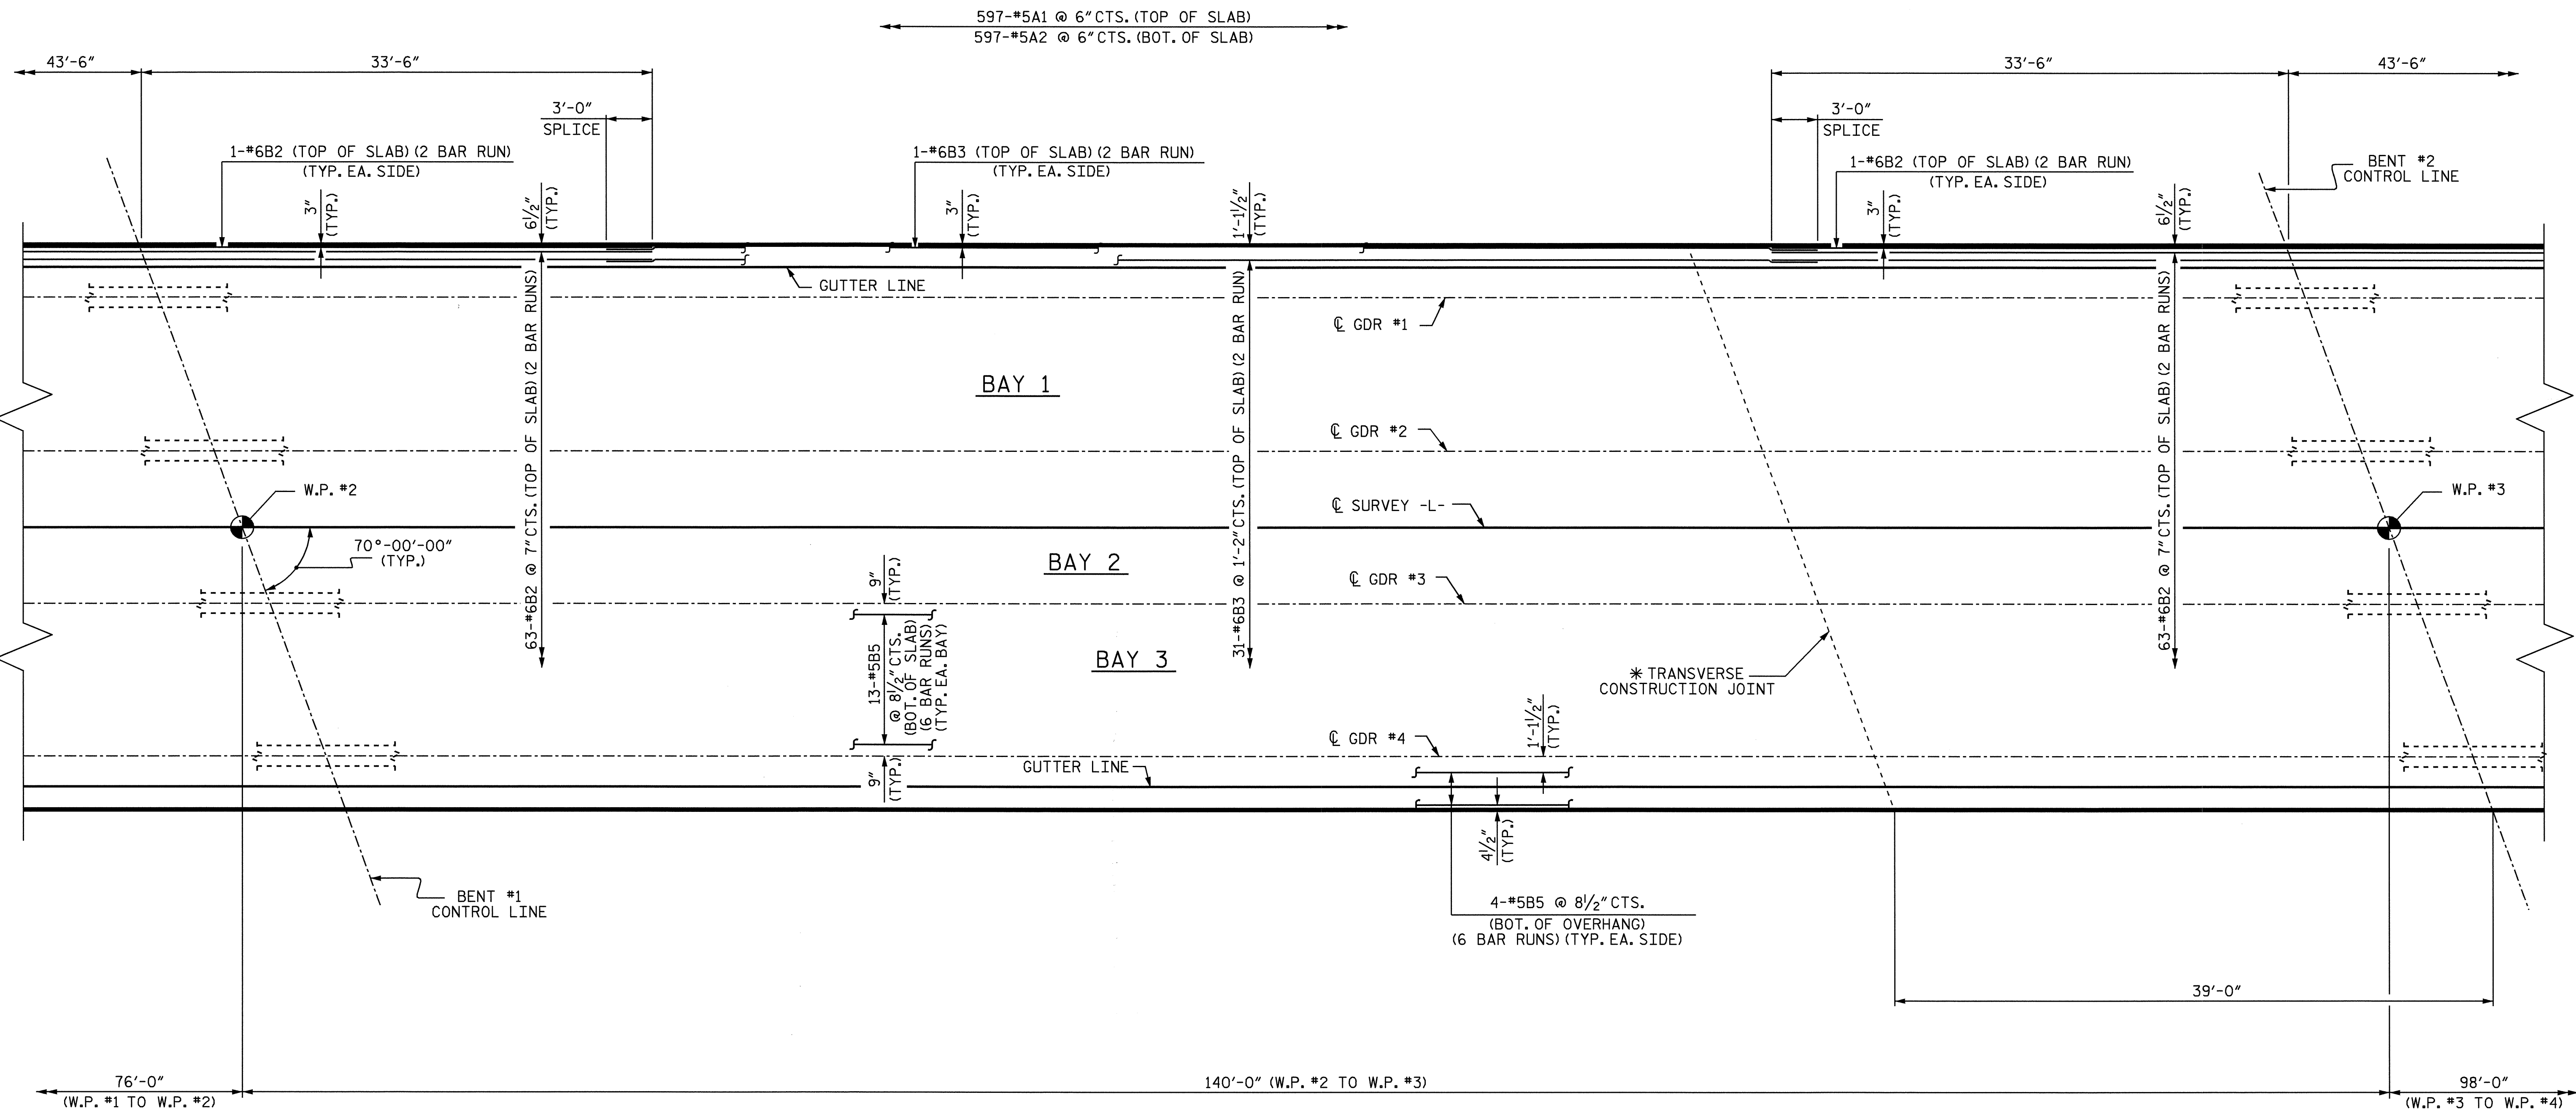 597-#5A1 @ 6" CTS. (TOP OF SLAB)
597-#5A2 @ 6" CTS. (BOT. OF SLAB)
43'-6"
33'-6"
33'-6"
43'-6"
3'-0"
SPLICE
3'-0"
SPLICE
1-#6B2 (TOP OF SLAB) (2 BAR RUN)
(TYP. EA. SIDE)
1-#6B3 (TOP OF SLAB) (2 BAR RUN)
(TYP. EA. SIDE)
1-#6B2 (TOP OF SLAB) (2 BAR RUN)
(TYP. EA. SIDE)
BENT #2
CONTROL LINE
3"
(TYP.)
6½"
(TYP.)
3"
(TYP.)
1'-1½"
(TYP.)
3"
(TYP.)
6½"
(TYP.)
GUTTER LINE
℄ GDR #1
63-#6B2 @ 7" CTS. (TOP OF SLAB) (2 BAR RUNS)
31-#6B3 @ 1'-2" CTS. (TOP OF SLAB) (2 BAR RUN)
63-#6B2 @ 7" CTS. (TOP OF SLAB) (2 BAR RUNS)
BAY 1
℄ GDR #2
W.P. #2
℄ SURVEY -L-
W.P. #3
70°-00'-00"
(TYP.)
BAY 2
℄ GDR #3
9"
(TYP.)
13-#5B5
@ 8½" CTS.
(BOT. OF SLAB)
(6 BAR RUNS)
(TYP. EA. BAY)
BAY 3
* TRANSVERSE
CONSTRUCTION JOINT
℄ GDR #4
1'-1½"
(TYP.)
GUTTER LINE
9"
(TYP.)
4½"
(TYP.)
BENT #1
CONTROL LINE
4-#5B5 @ 8½" CTS.
(BOT. OF OVERHANG)
(6 BAR RUNS) (TYP. EA. SIDE)
39'-0"
76'-0"
(W.P. #1 TO W.P. #2)
140'-0" (W.P. #2 TO W.P. #3)
98'-0"
(W.P. #3 TO W.P. #4)